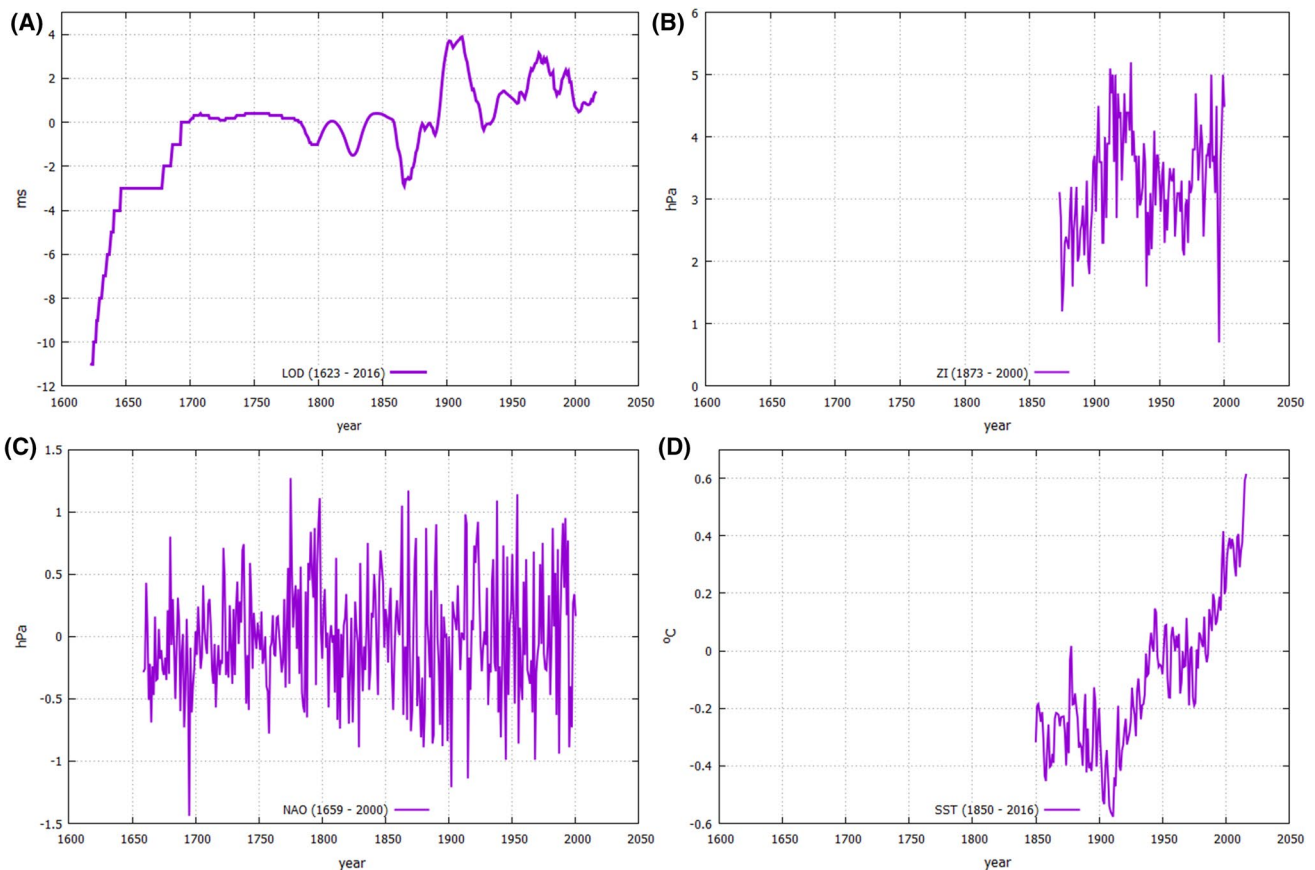 (A)
4
2
0
-2
-4
-6
-8
-10
-12
ms
LOD (1623 - 2016)
1600 1650 1700 1750 1800 1850 1900 1950 2000 2050
year
(B)
6
5
4
3
2
1
0
hPa
ZI (1873 - 2000)
1600 1650 1700 1750 1800 1850 1900 1950 2000 2050
year
(C)
1.5
1
0.5
0
-0.5
-1
-1.5
hPa
NAO (1659 - 2000)
1600 1650 1700 1750 1800 1850 1900 1950 2000 2050
year
(D)
0.6
0.4
0.2
0
-0.2
-0.4
-0.6
oC
SST (1850 - 2016)
1600 1650 1700 1750 1800 1850 1900 1950 2000 2050
year